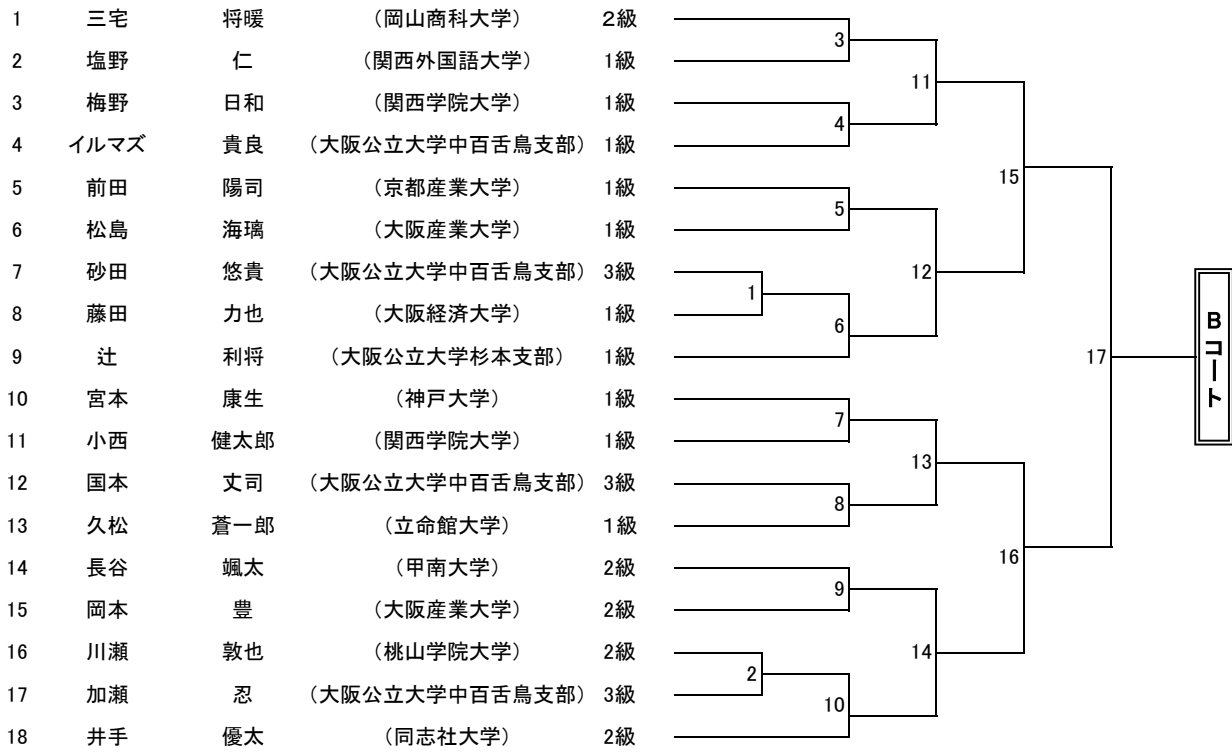 1 三宅 将暖 （岡山商科大学） ２級
2 塩野 仁 （関西外国語大学） 1級
3 梅野 日和 （関西学院大学） 1級
4 イルマズ 貴良 （大阪公立大学中百舌鳥支部） 1級
5 前田 陽司 （京都産業大学） 1級
6 松島 海璃 （大阪産業大学） 1級
7 砂田 悠貴 （大阪公立大学中百舌鳥支部） 3級
8 藤田 力也 （大阪経済大学） 1級
9 辻 利将 （大阪公立大学杉本支部） 1級
10 宮本 康生 （神戸大学） 1級
11 小西 健太郎 （関西学院大学） 1級
12 国本 丈司 （大阪公立大学中百舌鳥支部） 3級
13 久松 蒼一郎 （立命館大学） 1級
14 長谷 颯太 （甲南大学） 2級
15 岡本 豊 （大阪産業大学） 2級
16 川瀬 敦也 （桃山学院大学） 2級
17 加瀬 忍 （大阪公立大学中百舌鳥支部） 3級
18 井手 優太 （同志社大学） 2級
1
2
3
4
5
6
7
8
9
10
11
12
13
14
15
16
17
Bコート